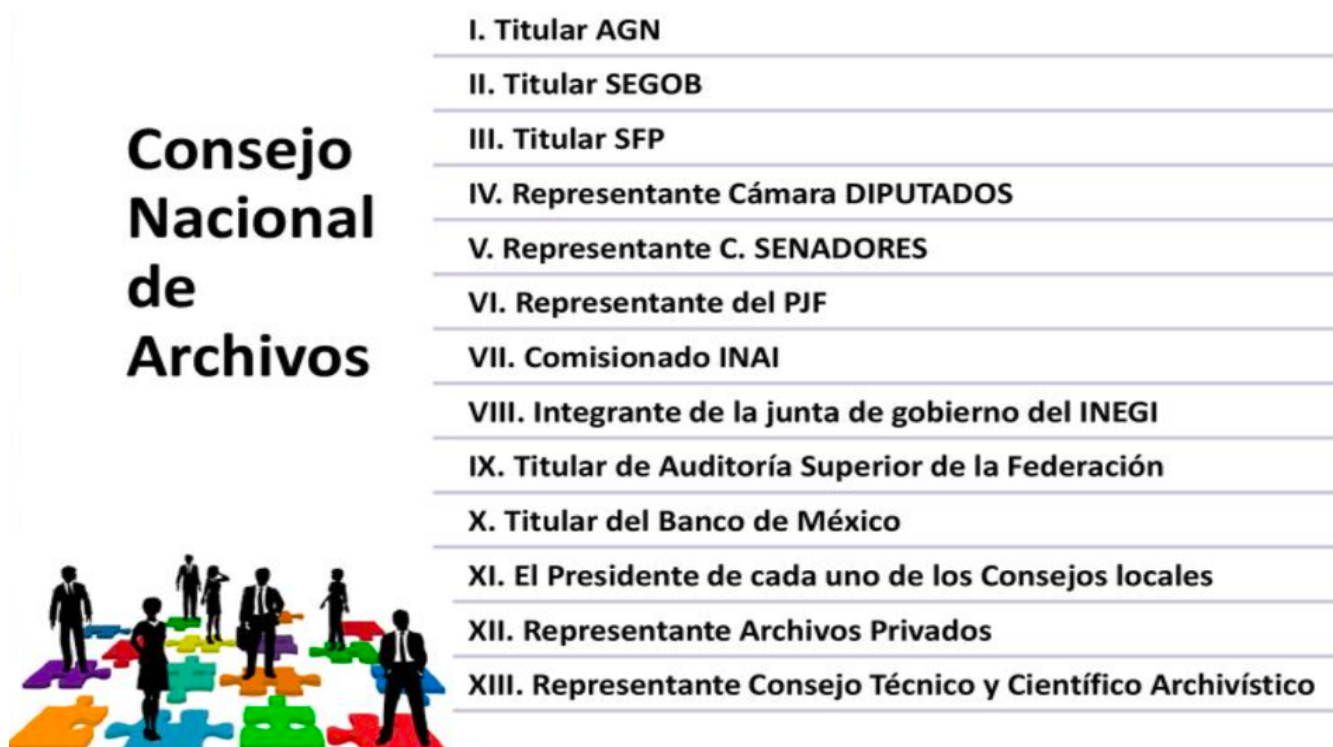 Consejo
Nacional
de
Archivos
I. Titular AGN
II. Titular SEGOB
III. Titular SFP
IV. Representante Cámara DIPUTADOS
V. Representante C. SENADORES
VI. Representante del PJF
VII. Comisionado INAI
VIII. Integrante de la junta de gobierno del INEGI
IX. Titular de Auditoría Superior de la Federación
X. Titular del Banco de México
XI. El Presidente de cada uno de los Consejos locales
XII. Representante Archivos Privados
XIII. Representante Consejo Técnico y Científico Archivístico